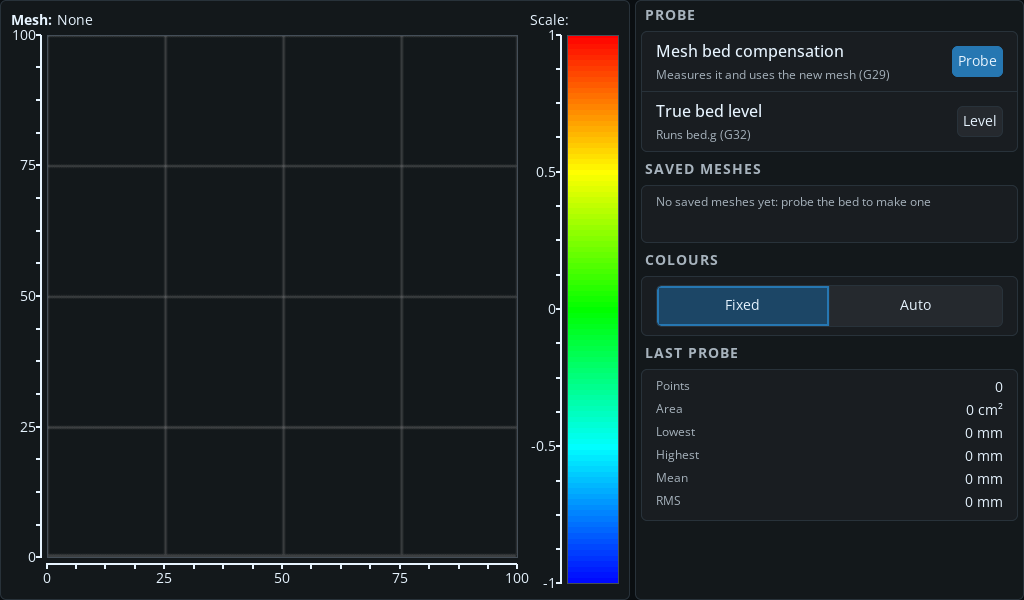 Mesh: None
Scale:
100
75
50
25
0
0
25
50
75
100
1
0.5
0
-0.5
-1
PROBE
Mesh bed compensation
Measures it and uses the new mesh (G29)
Probe
True bed level
Runs bed.g (G32)
Level
SAVED MESHES
No saved meshes yet: probe the bed to make one
COLOURS
Fixed
Auto
LAST PROBE
Points 0
Area 0 cm²
Lowest 0 mm
Highest 0 mm
Mean 0 mm
RMS 0 mm